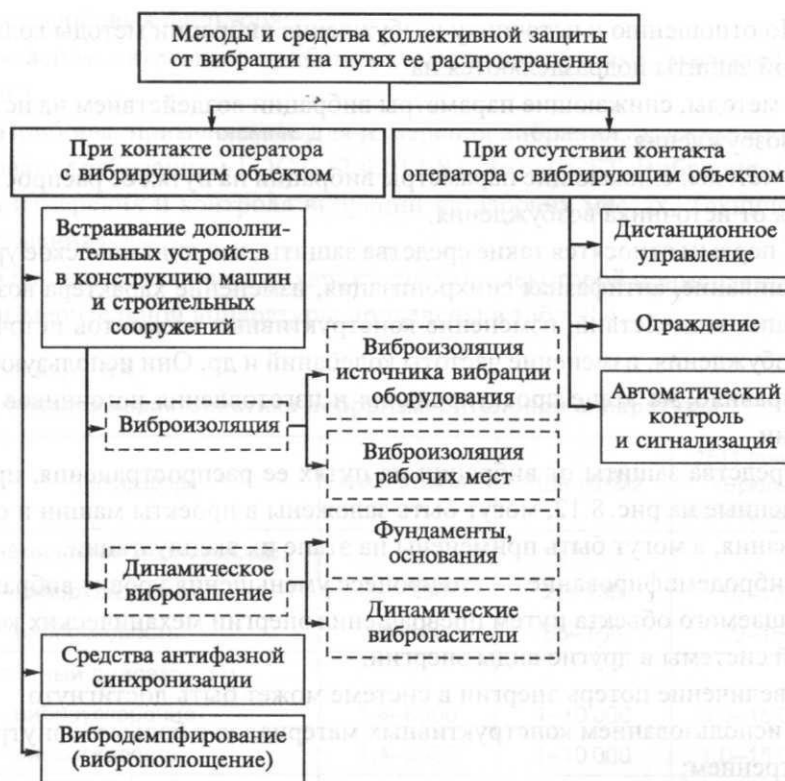 Методы и средства коллективной защиты
от вибрации на путях ее распространения
При контакте оператора
с вибрирующим объектом
При отсутствии контакта
оператора с вибрирующим объектом
Встраивание дополни-
тельных устройств
в конструкцию машин
и строительных
сооружений
Дистанционное
управление
Ограждение
Автоматический
контроль
и сигнализация
Виброизоляция
Виброизоляция
источника вибрации
оборудования
Виброизоляция
рабочих мест
Динамическое
виброгашение
Фундаменты,
основания
Динамические
виброгасители
Средства антифазной
синхронизации
Вибродемпфирование
(вибропоглощение)